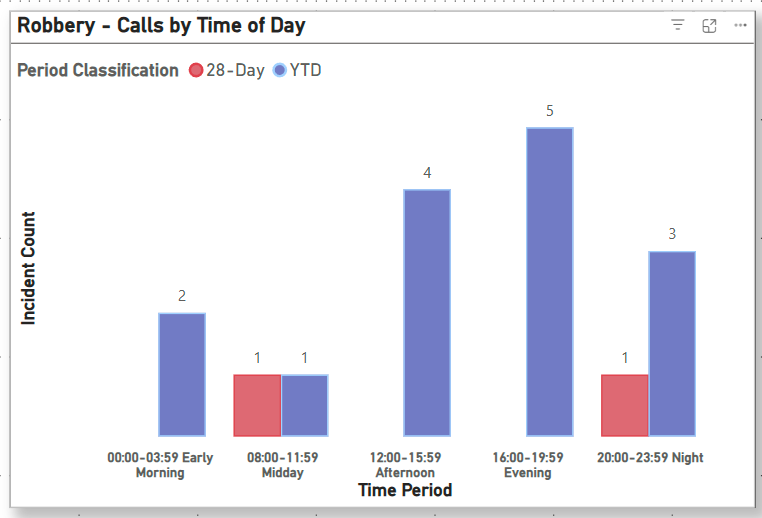 Robbery - Calls by Time of Day
Period Classification 28-Day YTD
Incident Count
5
4
3
2
1 1
1
00:00-03:59 Early Morning
08:00-11:59 Midday
12:00-15:59 Afternoon
16:00-19:59 Evening
20:00-23:59 Night
Time Period